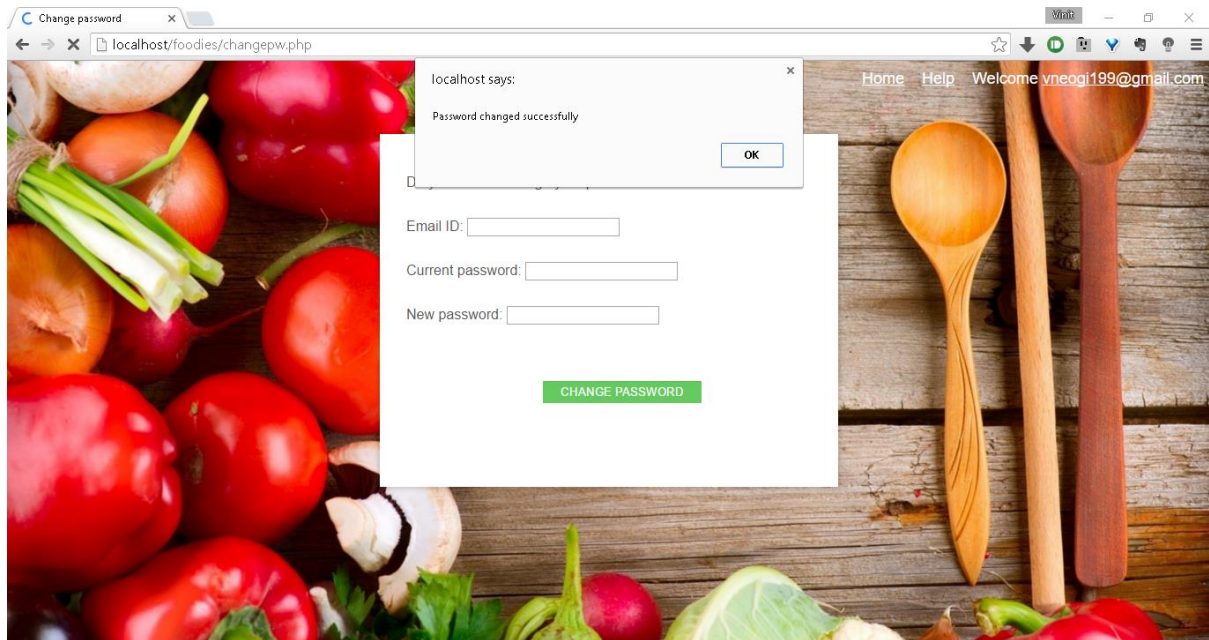 Change password
Vinit
localhost/foodies/changepw.php
localhost says:
Password changed successfully
OK
Home Help Welcome vneogi199@gmail.com
Email ID:
Current password:
New password:
CHANGE PASSWORD